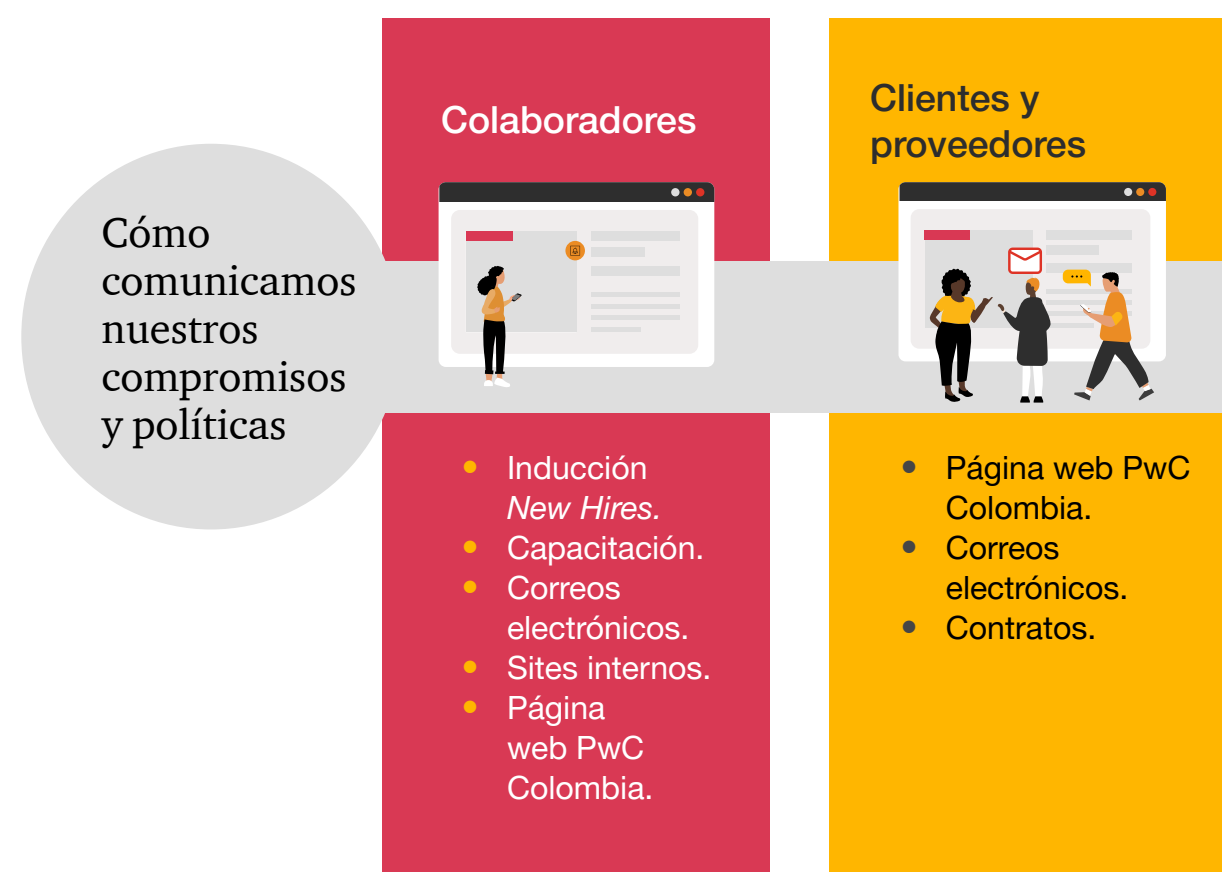 Cómo
comunicamos
nuestros
compromisos
y políticas
Colaboradores
• Inducción
New Hires.
• Capacitación.
• Correos
electrónicos.
• Sites internos.
• Página
web PwC
Colombia.
Clientes y
proveedores
• Página web PwC
Colombia.
• Correos
electrónicos.
• Contratos.